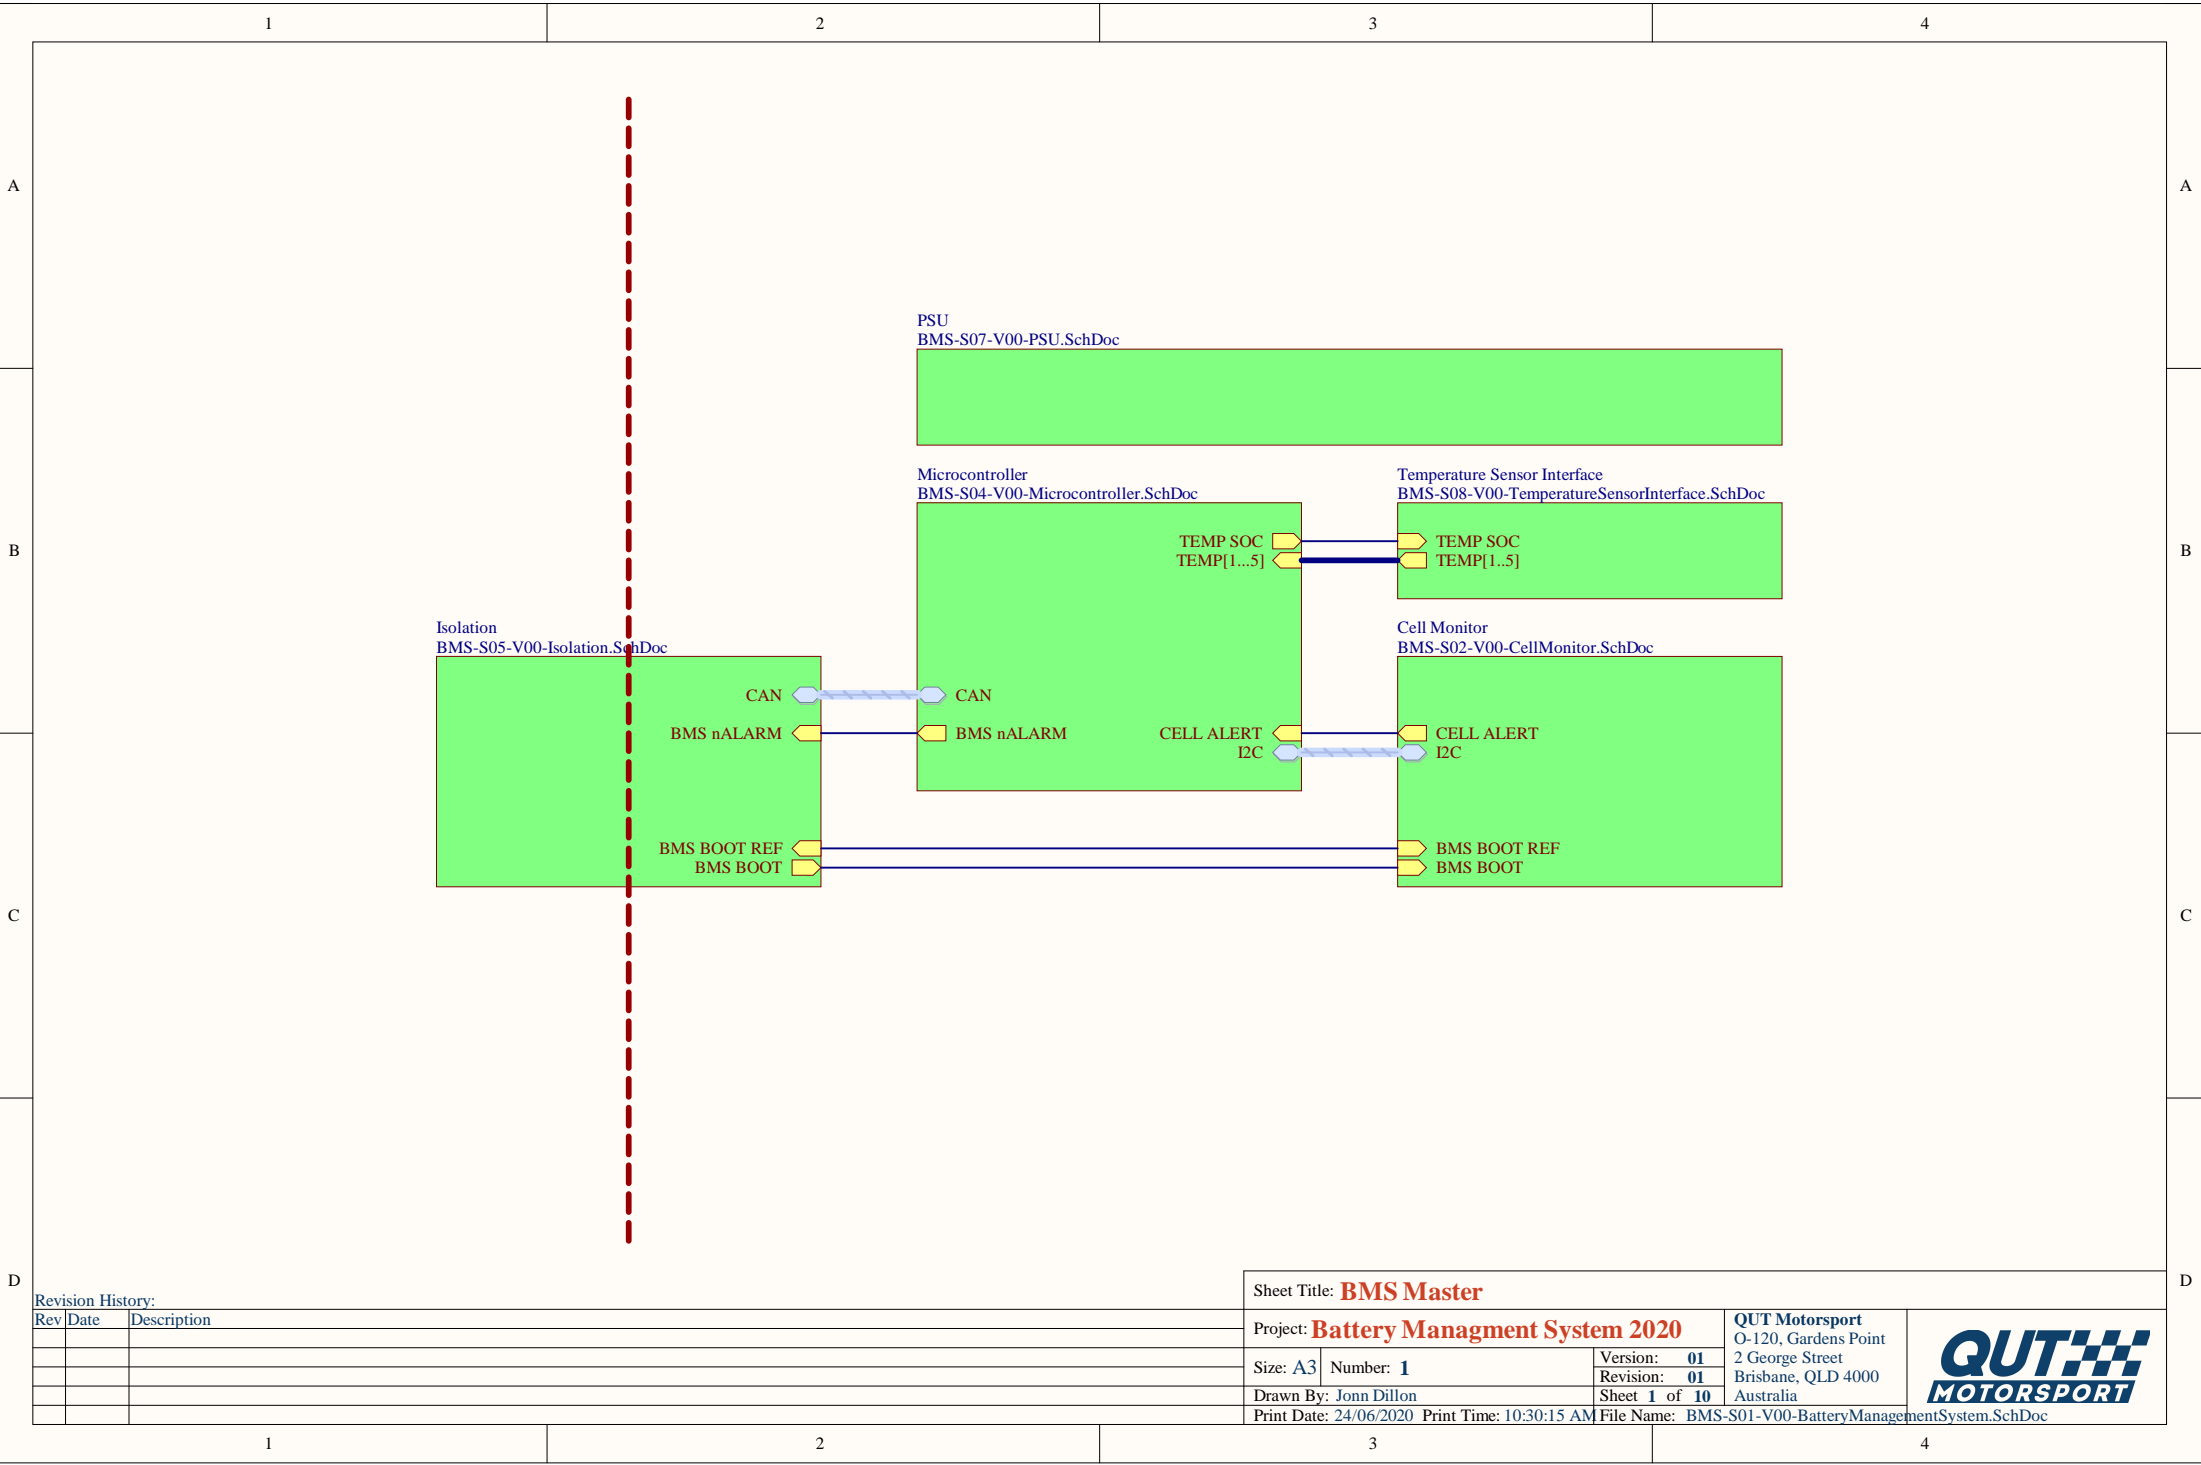 1 2 3 4
A A
PSU
BMS-S07-V00-PSU.SchDoc
B B
Microcontroller
BMS-S04-V00-Microcontroller.SchDoc
TEMP SOC
TEMP[1...5]
CAN
BMS nALARM
CELL ALERT
I2C
Temperature Sensor Interface
BMS-S08-V00-TemperatureSensorInterface.SchDoc
TEMP SOC
TEMP[1..5]
Isolation
BMS-S05-V00-Isolation.SchDoc
CAN
BMS nALARM
BMS BOOT REF
BMS BOOT
Cell Monitor
BMS-S02-V00-CellMonitor.SchDoc
CELL ALERT
I2C
BMS BOOT REF
BMS BOOT
C C
D D
Revision History:
Rev Date Description
Sheet Title: BMS Master
Project: Battery Managment System 2020
Size: A3 Number: 1
Version: 01
Revision: 01
Drawn By: Jonn Dillon
Sheet 1 of 10
Print Date: 24/06/2020 Print Time: 10:30:15 AM
File Name: BMS-S01-V00-BatteryManagementSystem.SchDoc
QUT Motorsport
O-120, Gardens Point
2 George Street
Brisbane, QLD 4000
Australia
QUT
MOTORSPORT
1 2 3 4